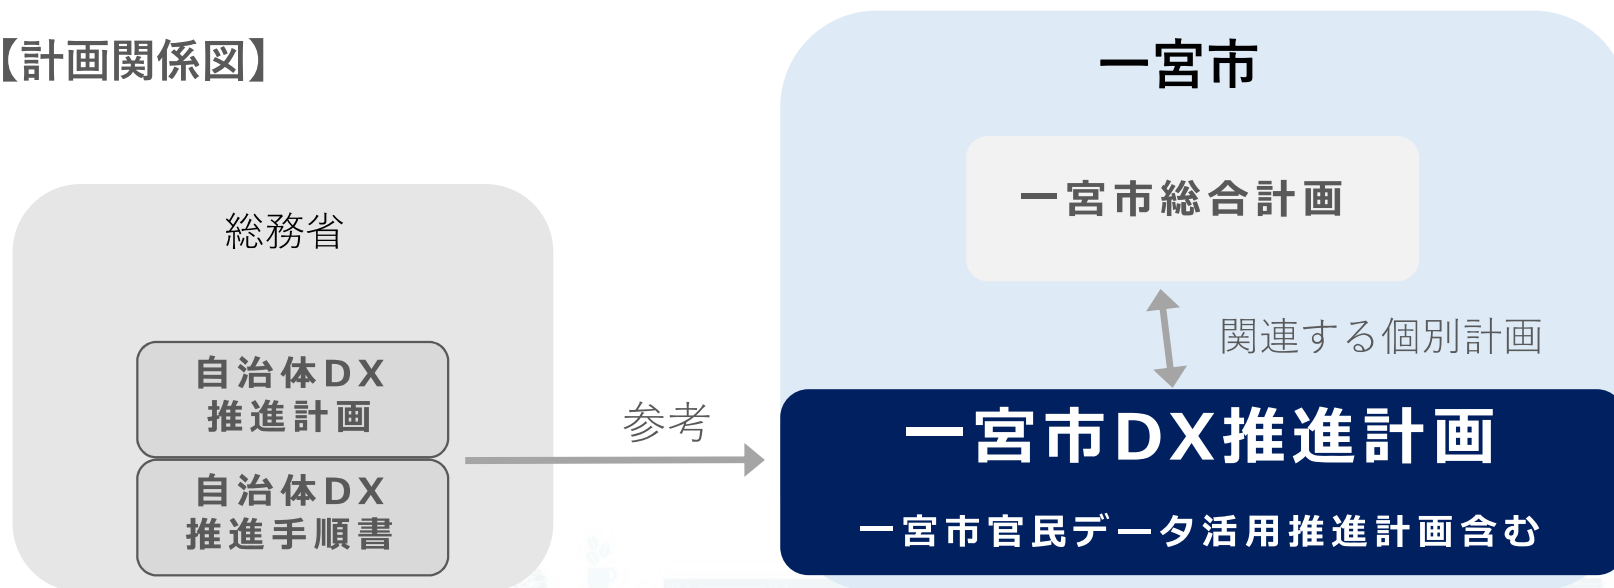 【計画関係図】
一宮市
一宮市総合計画
総務省
関連する個別計画
自治体DX
推進計画
参考
一宮市DX推進計画
自治体DX
推進手順書
一宮市官民データ活用推進計画含む